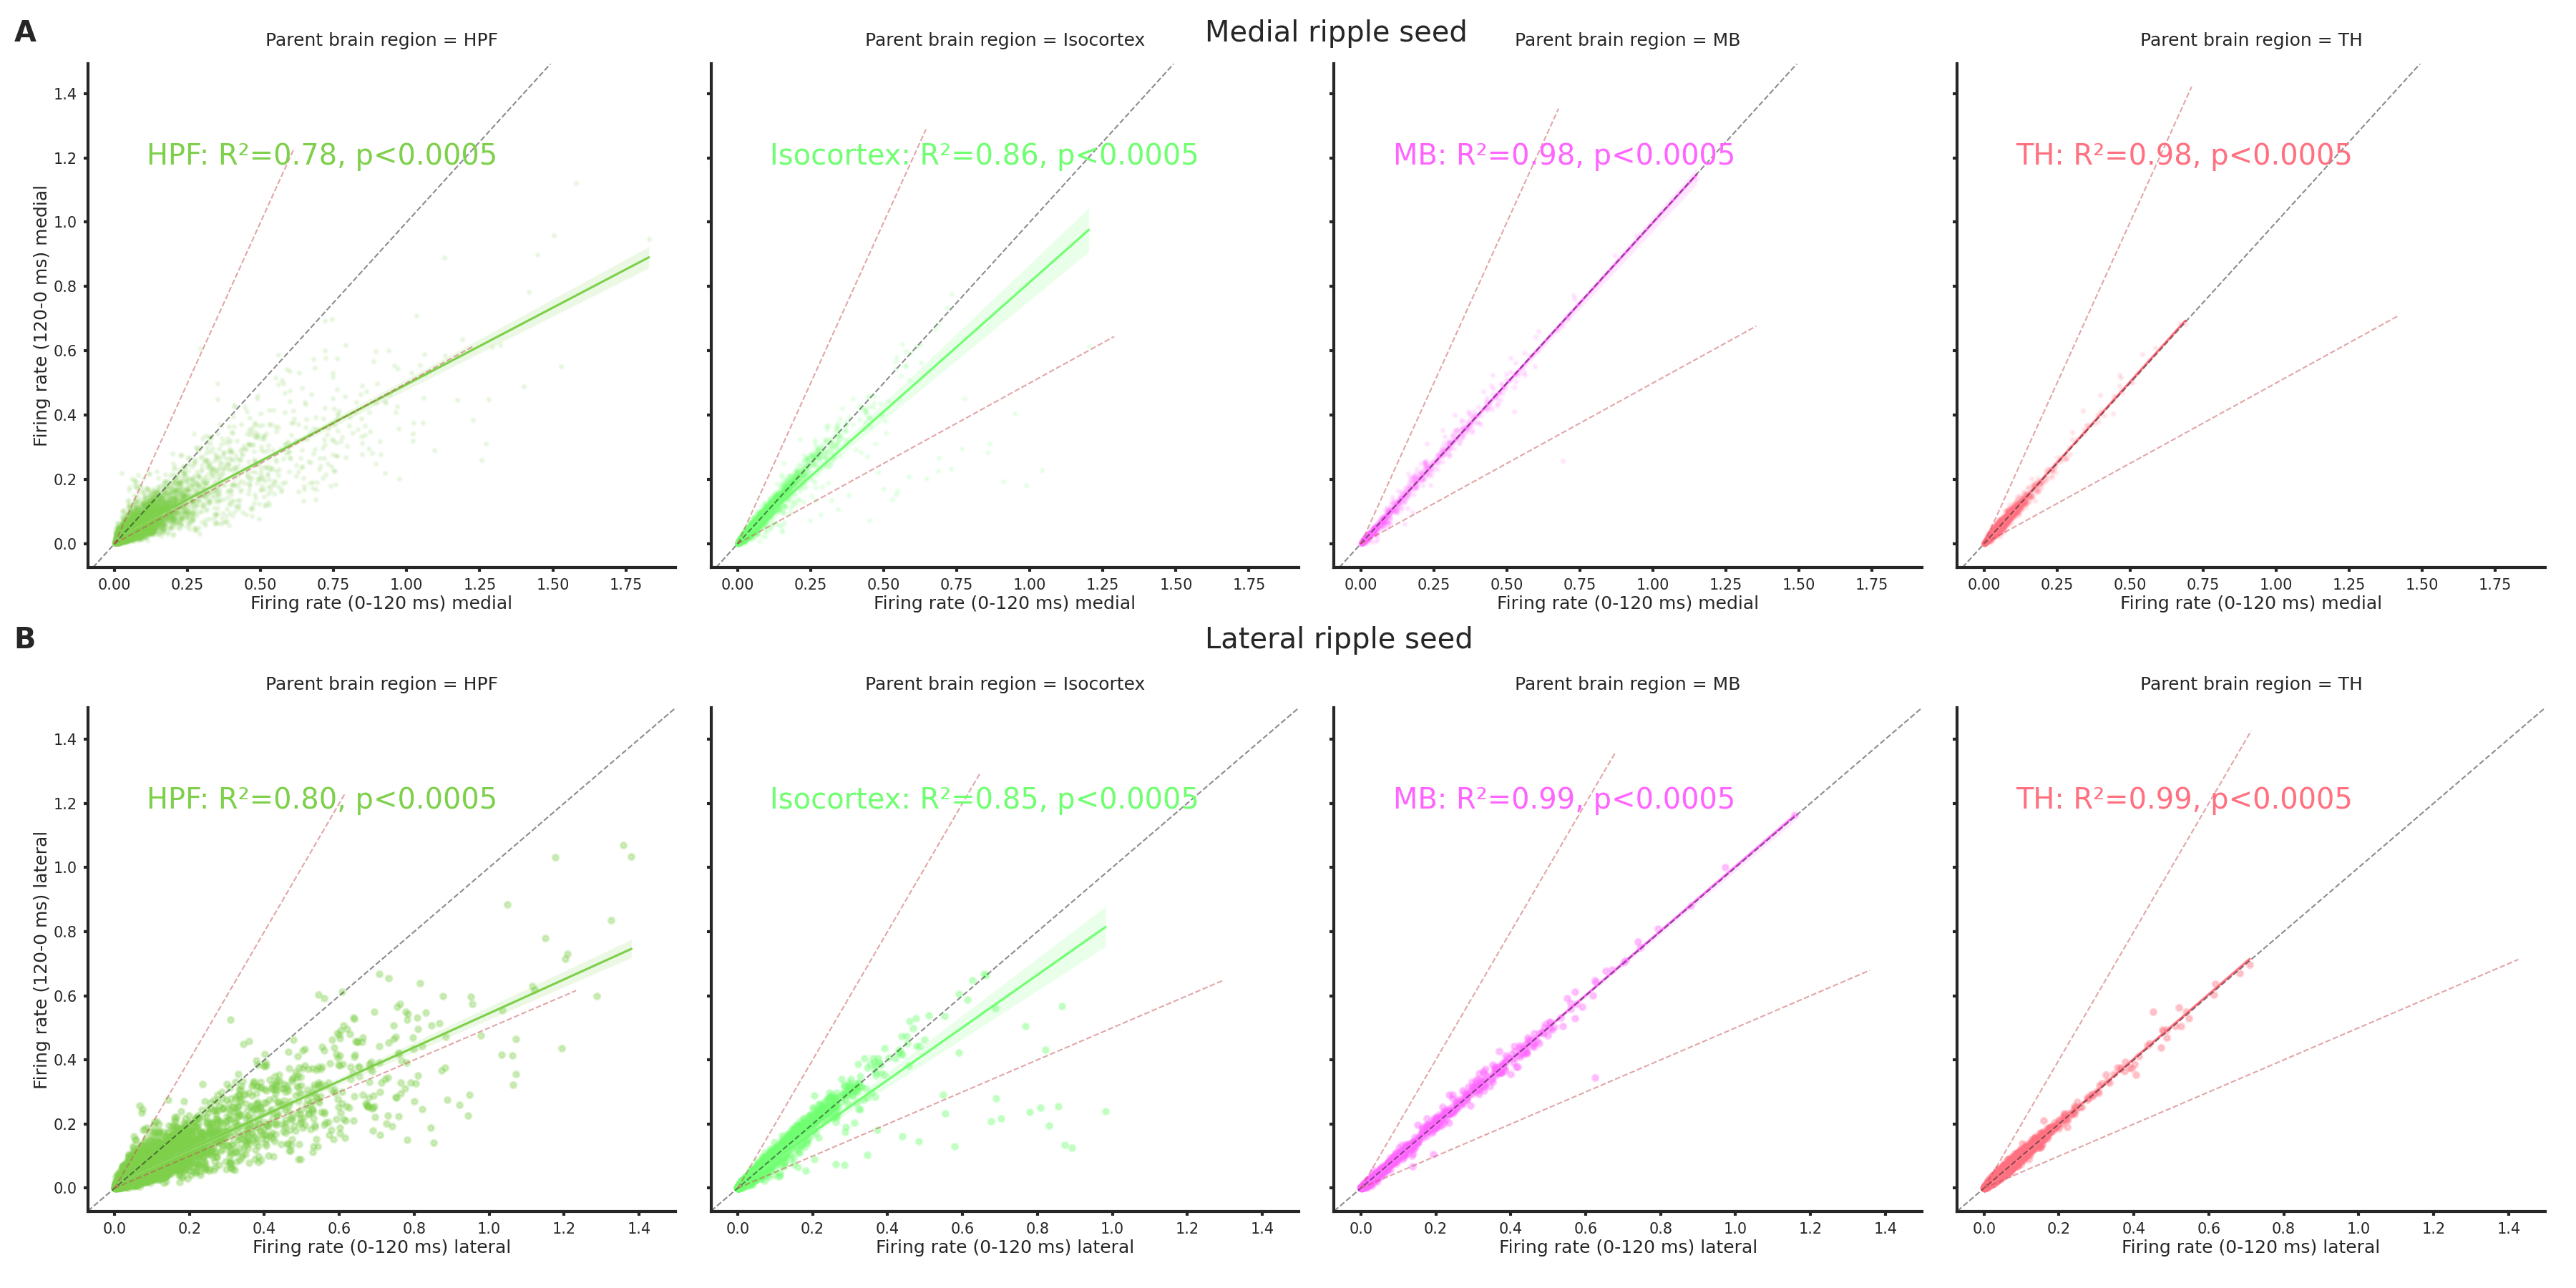 A
Medial ripple seed
Parent brain region = HPF
Parent brain region = Isocortex
Parent brain region = MB
Parent brain region = TH
HPF: R²=0.78, p<0.0005
Isocortex: R²=0.86, p<0.0005
MB: R²=0.98, p<0.0005
TH: R²=0.98, p<0.0005
Firing rate (120-0 ms) medial
1.4
1.2
1.0
0.8
0.6
0.4
0.2
0.0
0.00 0.25 0.50 0.75 1.00 1.25 1.50 1.75
0.00 0.25 0.50 0.75 1.00 1.25 1.50 1.75
0.00 0.25 0.50 0.75 1.00 1.25 1.50 1.75
0.00 0.25 0.50 0.75 1.00 1.25 1.50 1.75
Firing rate (0-120 ms) medial
Firing rate (0-120 ms) medial
Firing rate (0-120 ms) medial
Firing rate (0-120 ms) medial
B
Lateral ripple seed
Parent brain region = HPF
Parent brain region = Isocortex
Parent brain region = MB
Parent brain region = TH
HPF: R²=0.80, p<0.0005
Isocortex: R²=0.85, p<0.0005
MB: R²=0.99, p<0.0005
TH: R²=0.99, p<0.0005
Firing rate (120-0 ms) lateral
1.4
1.2
1.0
0.8
0.6
0.4
0.2
0.0
0.0 0.2 0.4 0.6 0.8 1.0 1.2 1.4
0.0 0.2 0.4 0.6 0.8 1.0 1.2 1.4
0.0 0.2 0.4 0.6 0.8 1.0 1.2 1.4
0.0 0.2 0.4 0.6 0.8 1.0 1.2 1.4
Firing rate (0-120 ms) lateral
Firing rate (0-120 ms) lateral
Firing rate (0-120 ms) lateral
Firing rate (0-120 ms) lateral